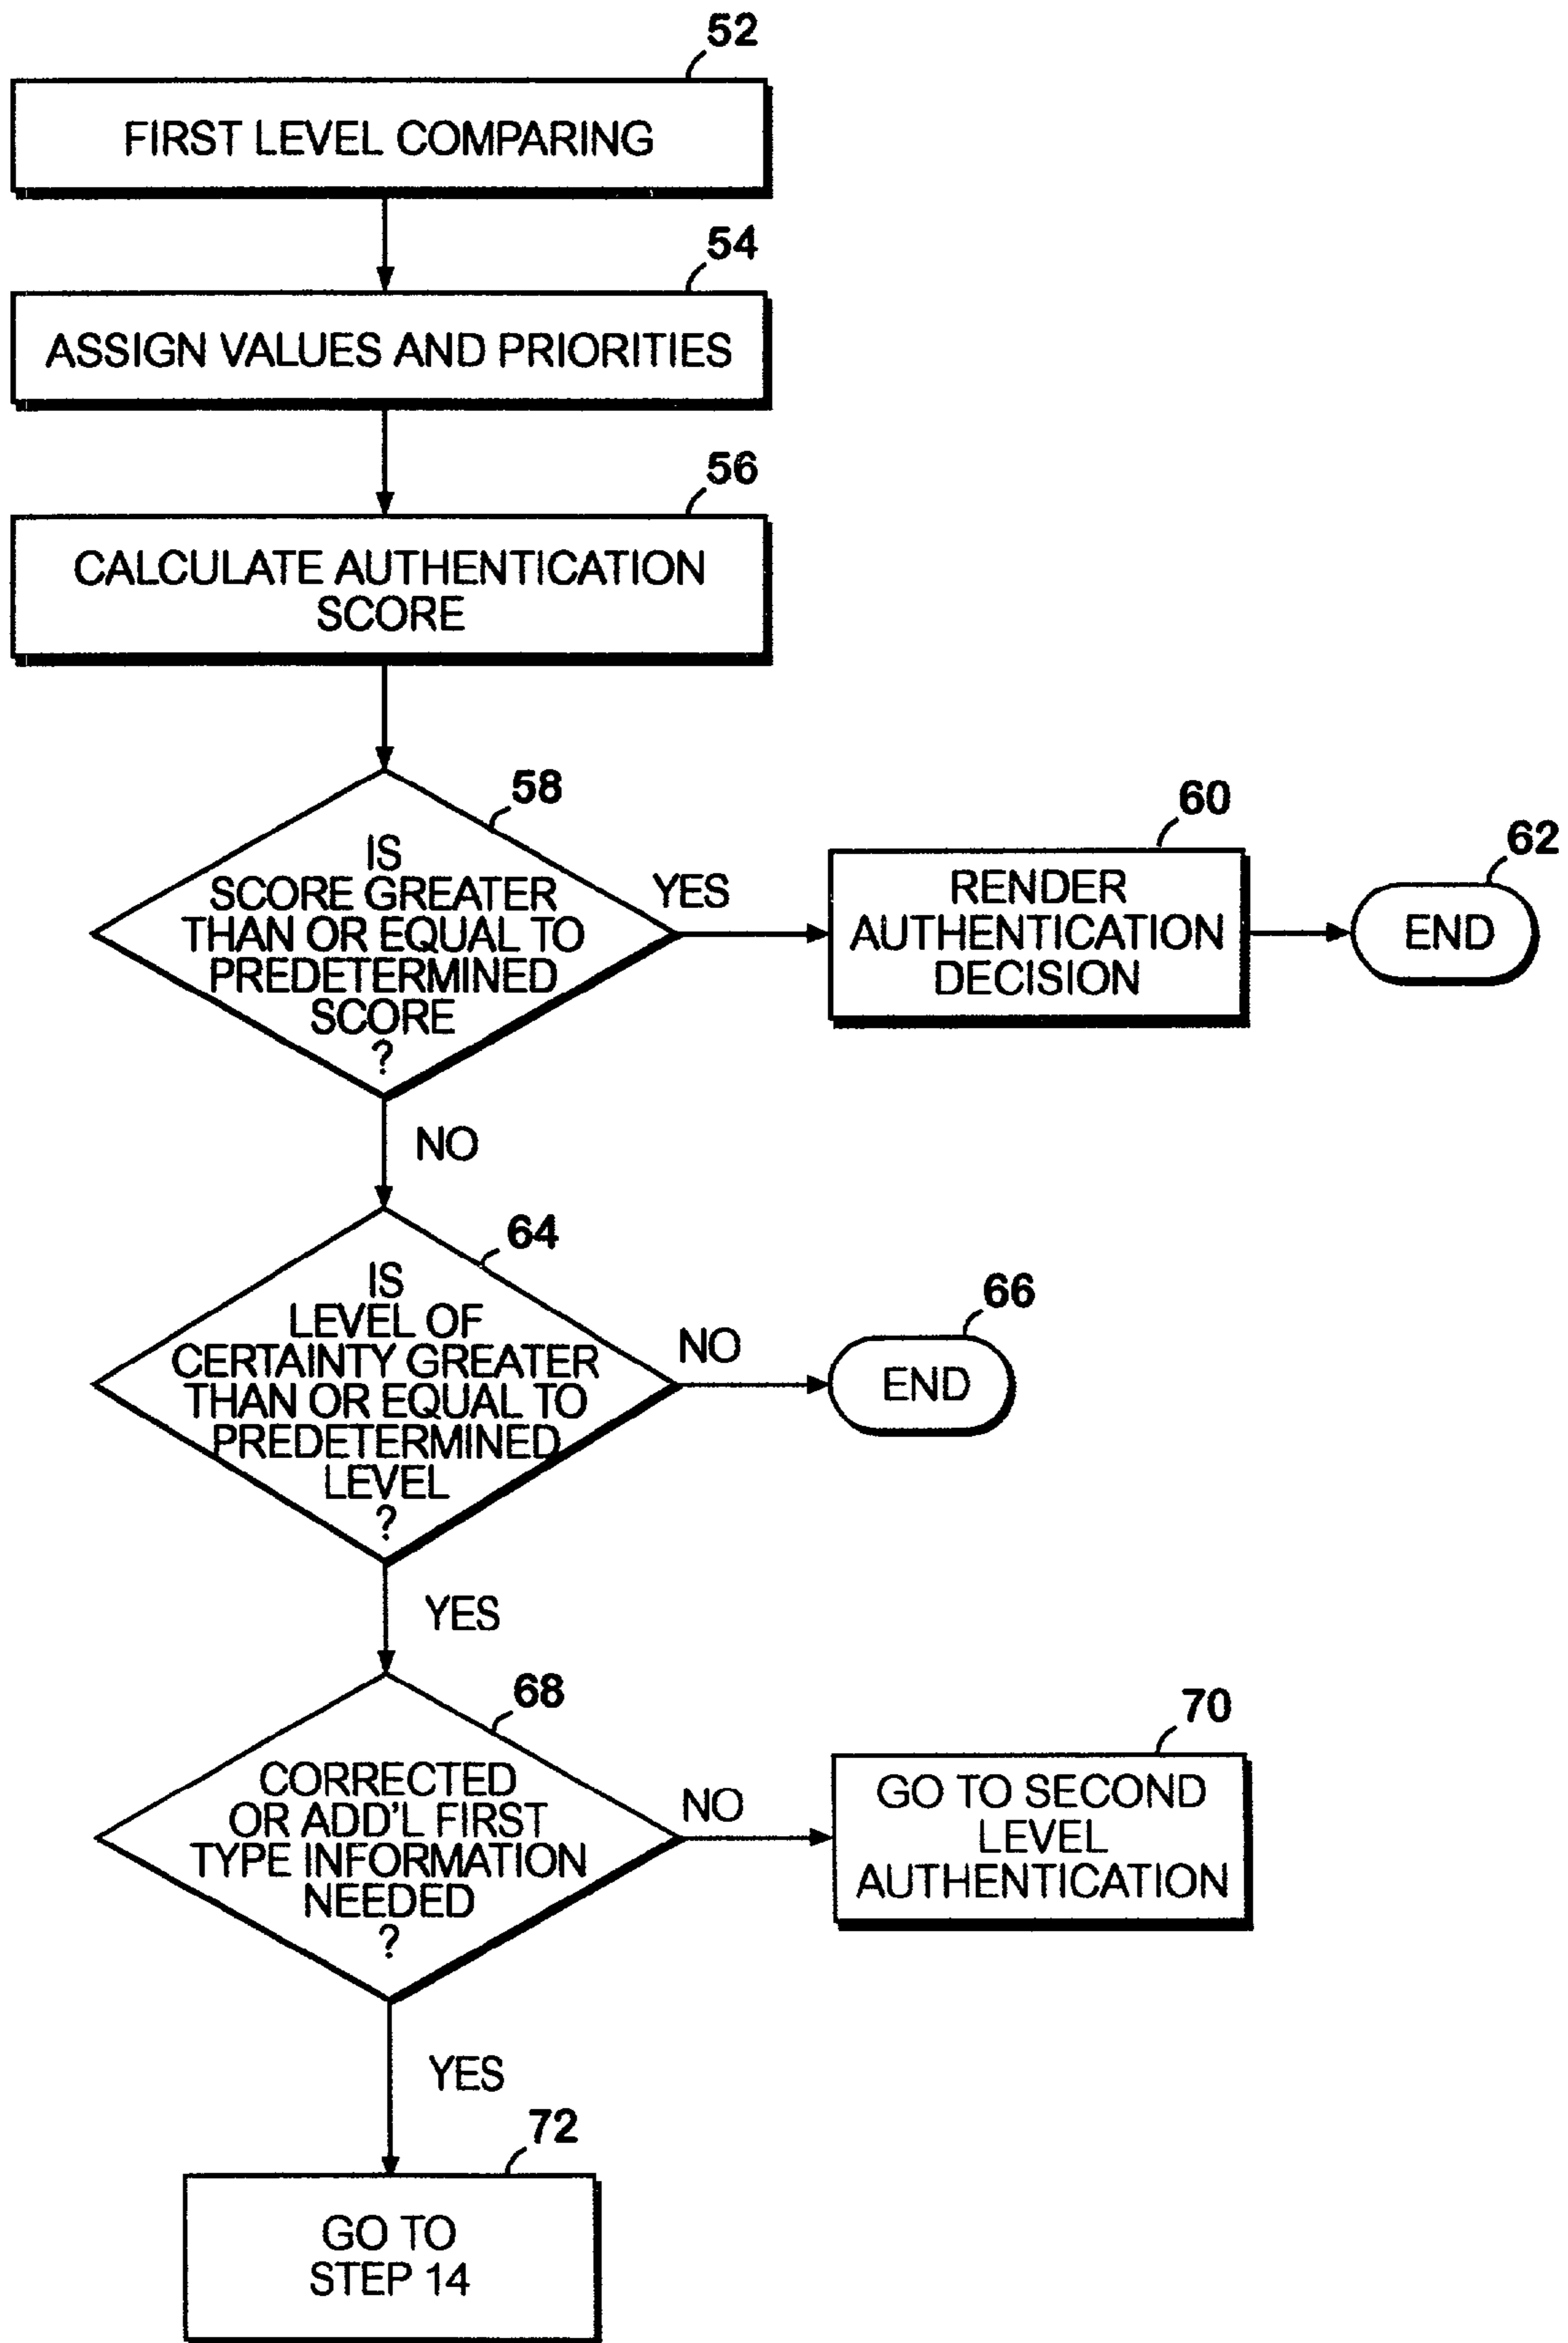 52
FIRST LEVEL COMPARING
54
ASSIGN VALUES AND PRIORITIES
56
CALCULATE AUTHENTICATION
SCORE
58
IS
SCORE GREATER
THAN OR EQUAL TO
PREDETERMINED
SCORE
?
YES
60
RENDER
AUTHENTICATION
DECISION
62
END
NO
64
IS
LEVEL OF
CERTAINTY GREATER
THAN OR EQUAL TO
PREDETERMINED
LEVEL
?
NO
66
END
YES
68
CORRECTED
OR ADD'L FIRST
TYPE INFORMATION
NEEDED
?
NO
70
GO TO SECOND
LEVEL
AUTHENTICATION
YES
72
GO TO
STEP 14